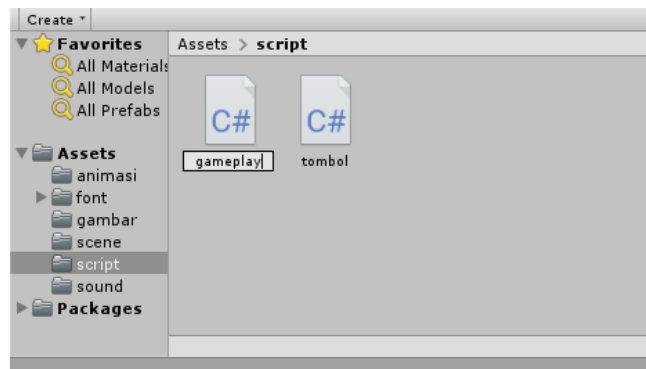 Create
Favorites
All Materials
All Models
All Prefabs
Assets
animasi
font
gambar
scene
script
sound
Packages
Assets > script
C#
gameplay
C#
tombol